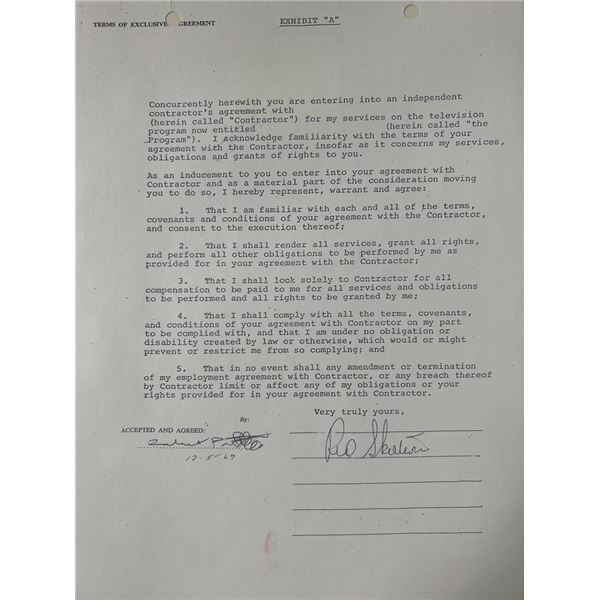 TERMS OF EXCLUSIVE AGREEMENT
EXHIBIT "A"
Concurrently herewith you are entering into an independent
contractor's agreement with
(herein called "Contractor") for my services on the television
program now entitled (herein called "the
Program"). I acknowledge familiarity with the terms of your
agreement with the Contractor, insofar as it concerns my services,
obligations and grants of rights to you.
As an inducement to you to enter into your agreement with
Contractor and as a material part of the consideration moving
you to do so, I hereby represent, warrant and agree:
1. That I am familiar with each and all of the terms,
covenants and conditions of your agreement with the Contractor,
and consent to the execution thereof;
2. That I shall render all services, grant all rights,
and perform all other obligations to be performed by me as
provided for in your agreement with the Contractor;
3. That I shall look solely to Contractor for all
compensation to be paid to me for all services and obligations
to be performed and all rights to be granted by me;
4. That I shall comply with all the terms, covenants,
and conditions of your agreement with Contractor on my part
to be complied with, and that I am under no obligation or
disability created by law or otherwise, which would or might
prevent or restrict me from so complying; and
5. That in no event shall any amendment or termination
of my employment agreement with Contractor, or any breach thereof
by Contractor limit or affect any of my obligations or your
rights provided for in your agreement with Contractor.
Very truly yours,
By:
ACCEPTED AND AGREED:
Red Skelton
12-5/67